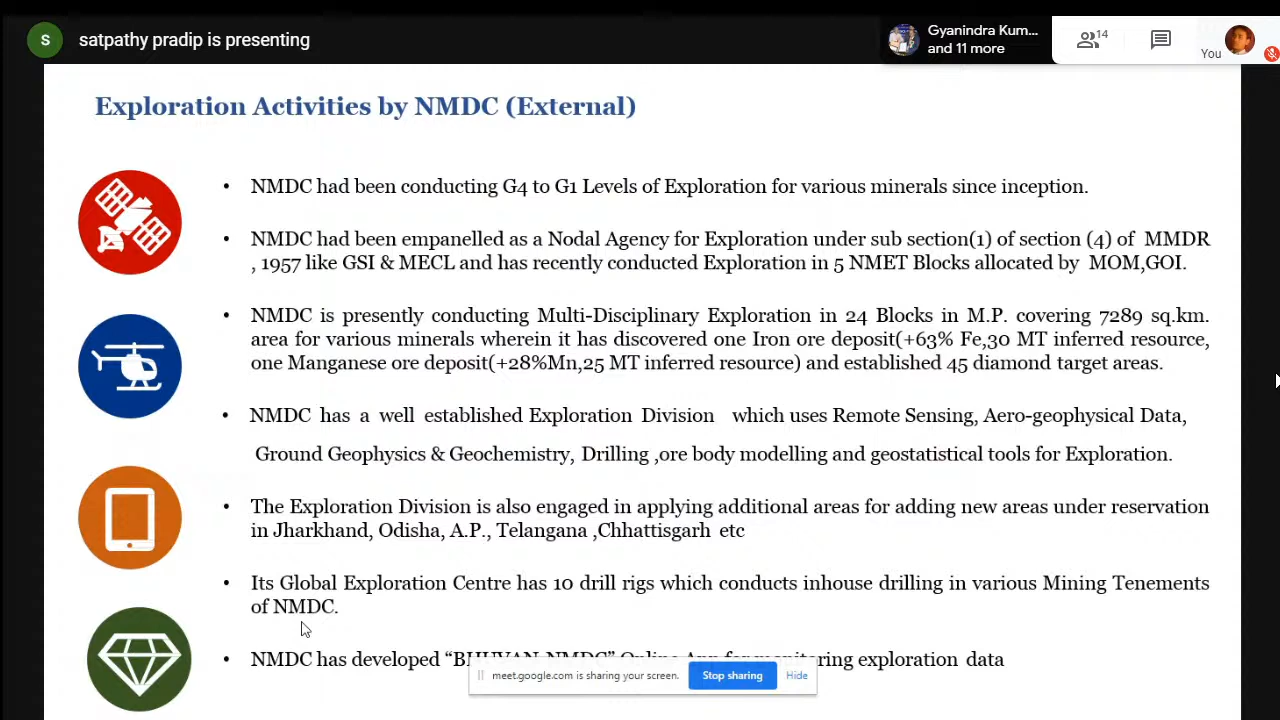 S
satpathy pradip is presenting
Gyanindra Kum...
and 11 more
14
You
Exploration Activities by NMDC (External)
• NMDC had been conducting G4 to G1 Levels of Exploration for various minerals since inception.
• NMDC had been empanelled as a Nodal Agency for Exploration under sub section(1) of section (4) of MMDR
, 1957 like GSI & MECL and has recently conducted Exploration in 5 NMET Blocks allocated by MOM,GOI.
• NMDC is presently conducting Multi-Disciplinary Exploration in 24 Blocks in M.P. covering 7289 sq.km.
area for various minerals wherein it has discovered one Iron ore deposit(+63% Fe,30 MT inferred resource,
one Manganese ore deposit(+28%Mn,25 MT inferred resource) and established 45 diamond target areas.
• NMDC has a well established Exploration Division which uses Remote Sensing, Aero-geophysical Data,
Ground Geophysics & Geochemistry, Drilling ,ore body modelling and geostatistical tools for Exploration.
• The Exploration Division is also engaged in applying additional areas for adding new areas under reservation
in Jharkhand, Odisha, A.P., Telangana ,Chhattisgarh etc
• Its Global Exploration Centre has 10 drill rigs which conducts inhouse drilling in various Mining Tenements
of NMDC.
• NMDC has developed “BHUVAN-NMDC” Online App for monitoring exploration data
meet.google.com is sharing your screen.
Stop sharing
Hide